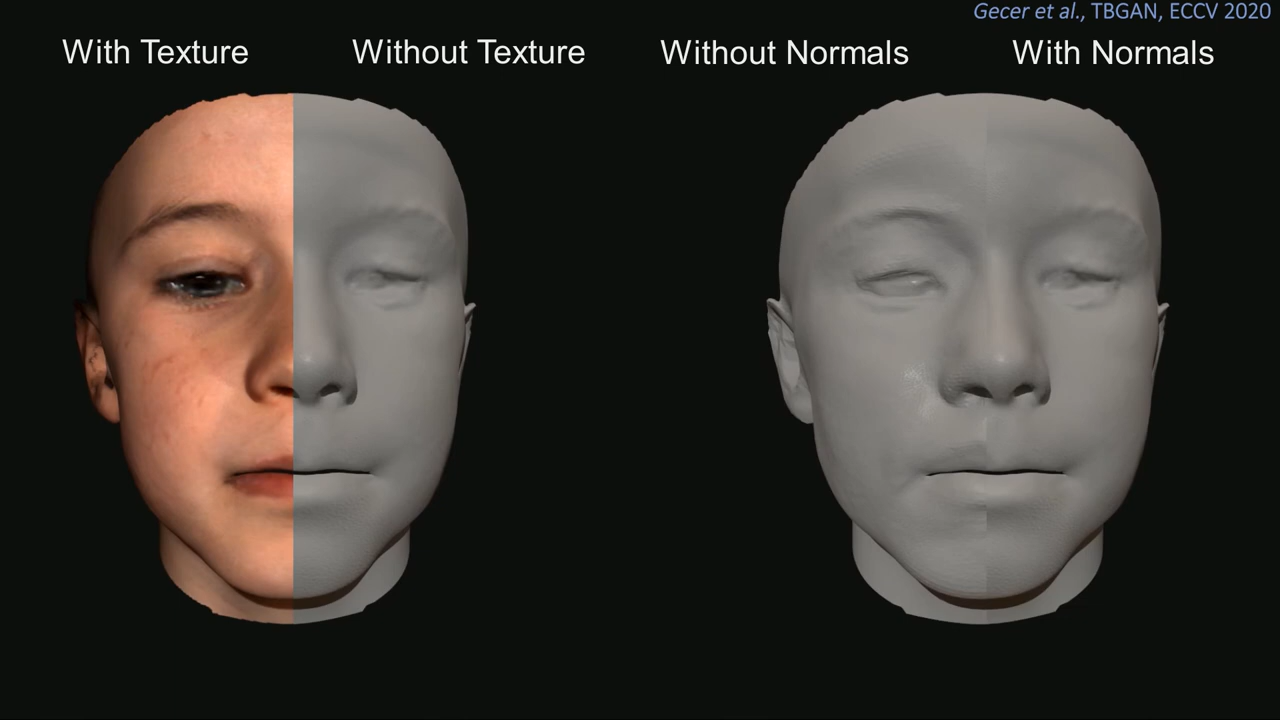 Gecer et al., TBGAN, ECCV 2020
With Texture Without Texture Without Normals With Normals